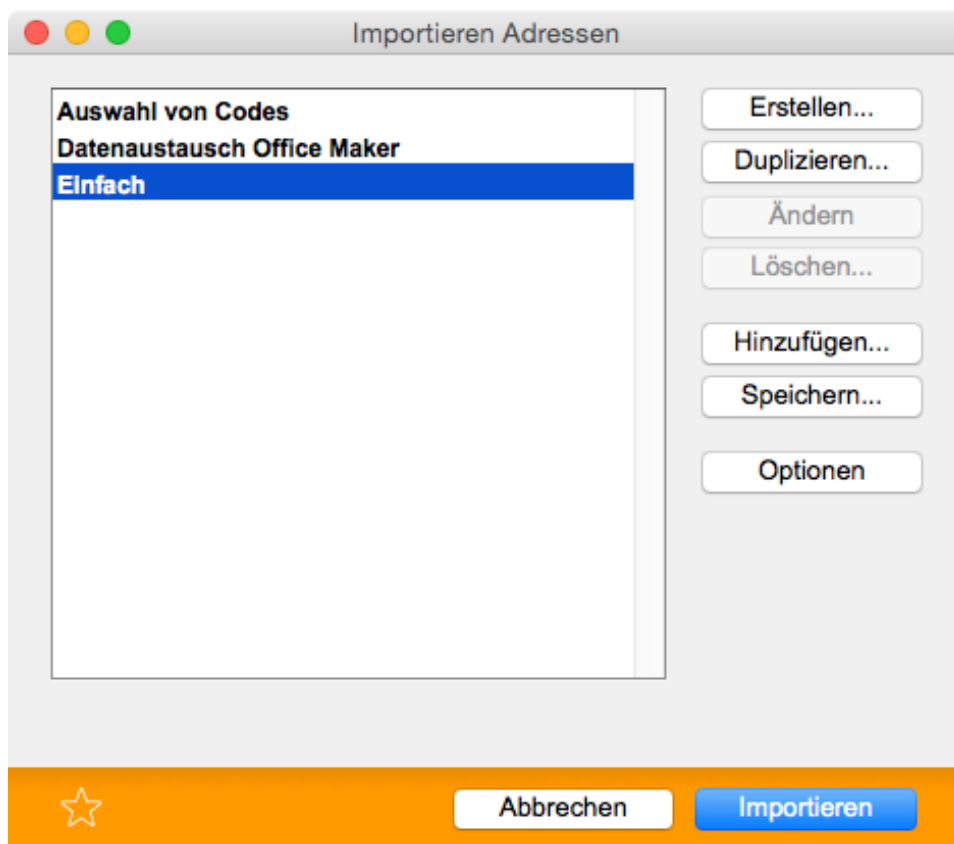 Importieren Adressen
Auswahl von Codes
Datenaustausch Office Maker
Einfach
Erstellen...
Duplizieren...
Ändern
Löschen...
Hinzufügen...
Speichern...
Optionen
Abbrechen
Importieren